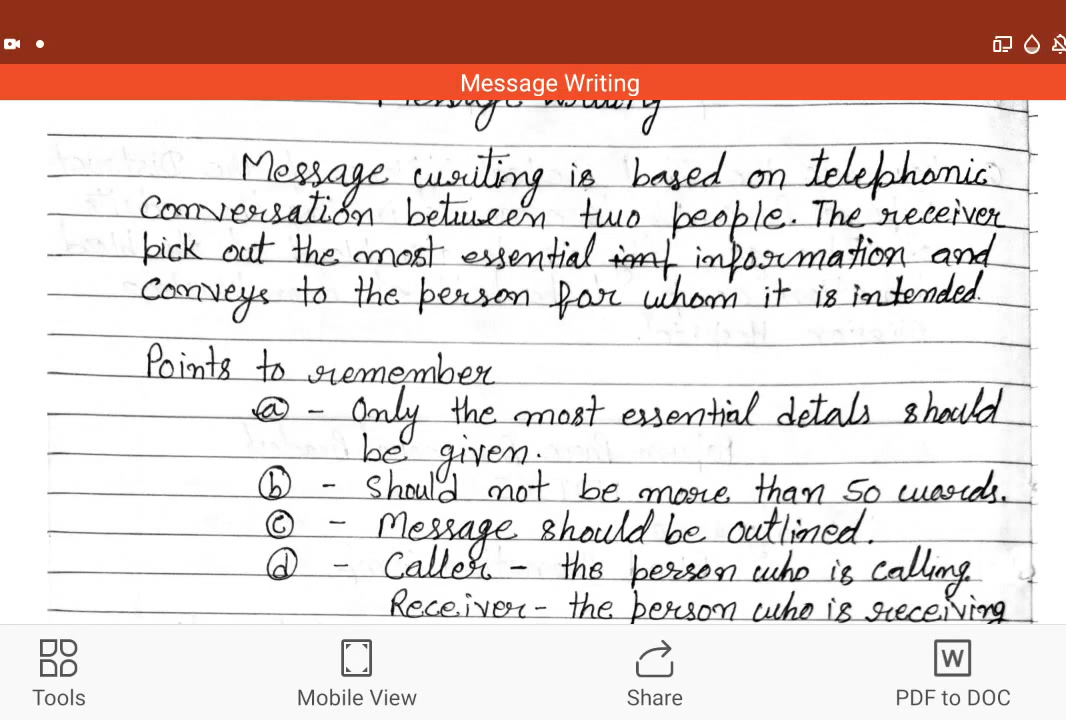 Message Writing
Message Writing
Message writing is based on telephonic
Conversation between two people. The receiver
pick out the most essential imf information and
Conveys to the person for whom it is intended.
Points to remember
(a) - Only the most essential detals should
be given.
(b) - Should not be more than 50 words.
(c) - Message should be outlined.
(d) - Caller - the person who is calling.
Receiver - the person who is receiving
W
Tools
Mobile View
Share
PDF to DOC